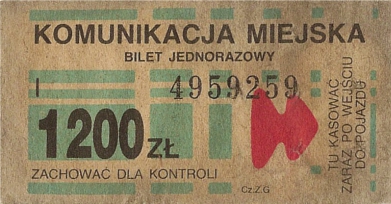 KOMUNIKACJA MIEJSKA
BILET JEDNORAZOWY
I 4959259
1200 ZŁ
ZACHOWAĆ DLA KONTROLI
Cz.Z.G
TU KASOWAĆ
ZARAZ PO WEJŚCIU
DO POJAZDU